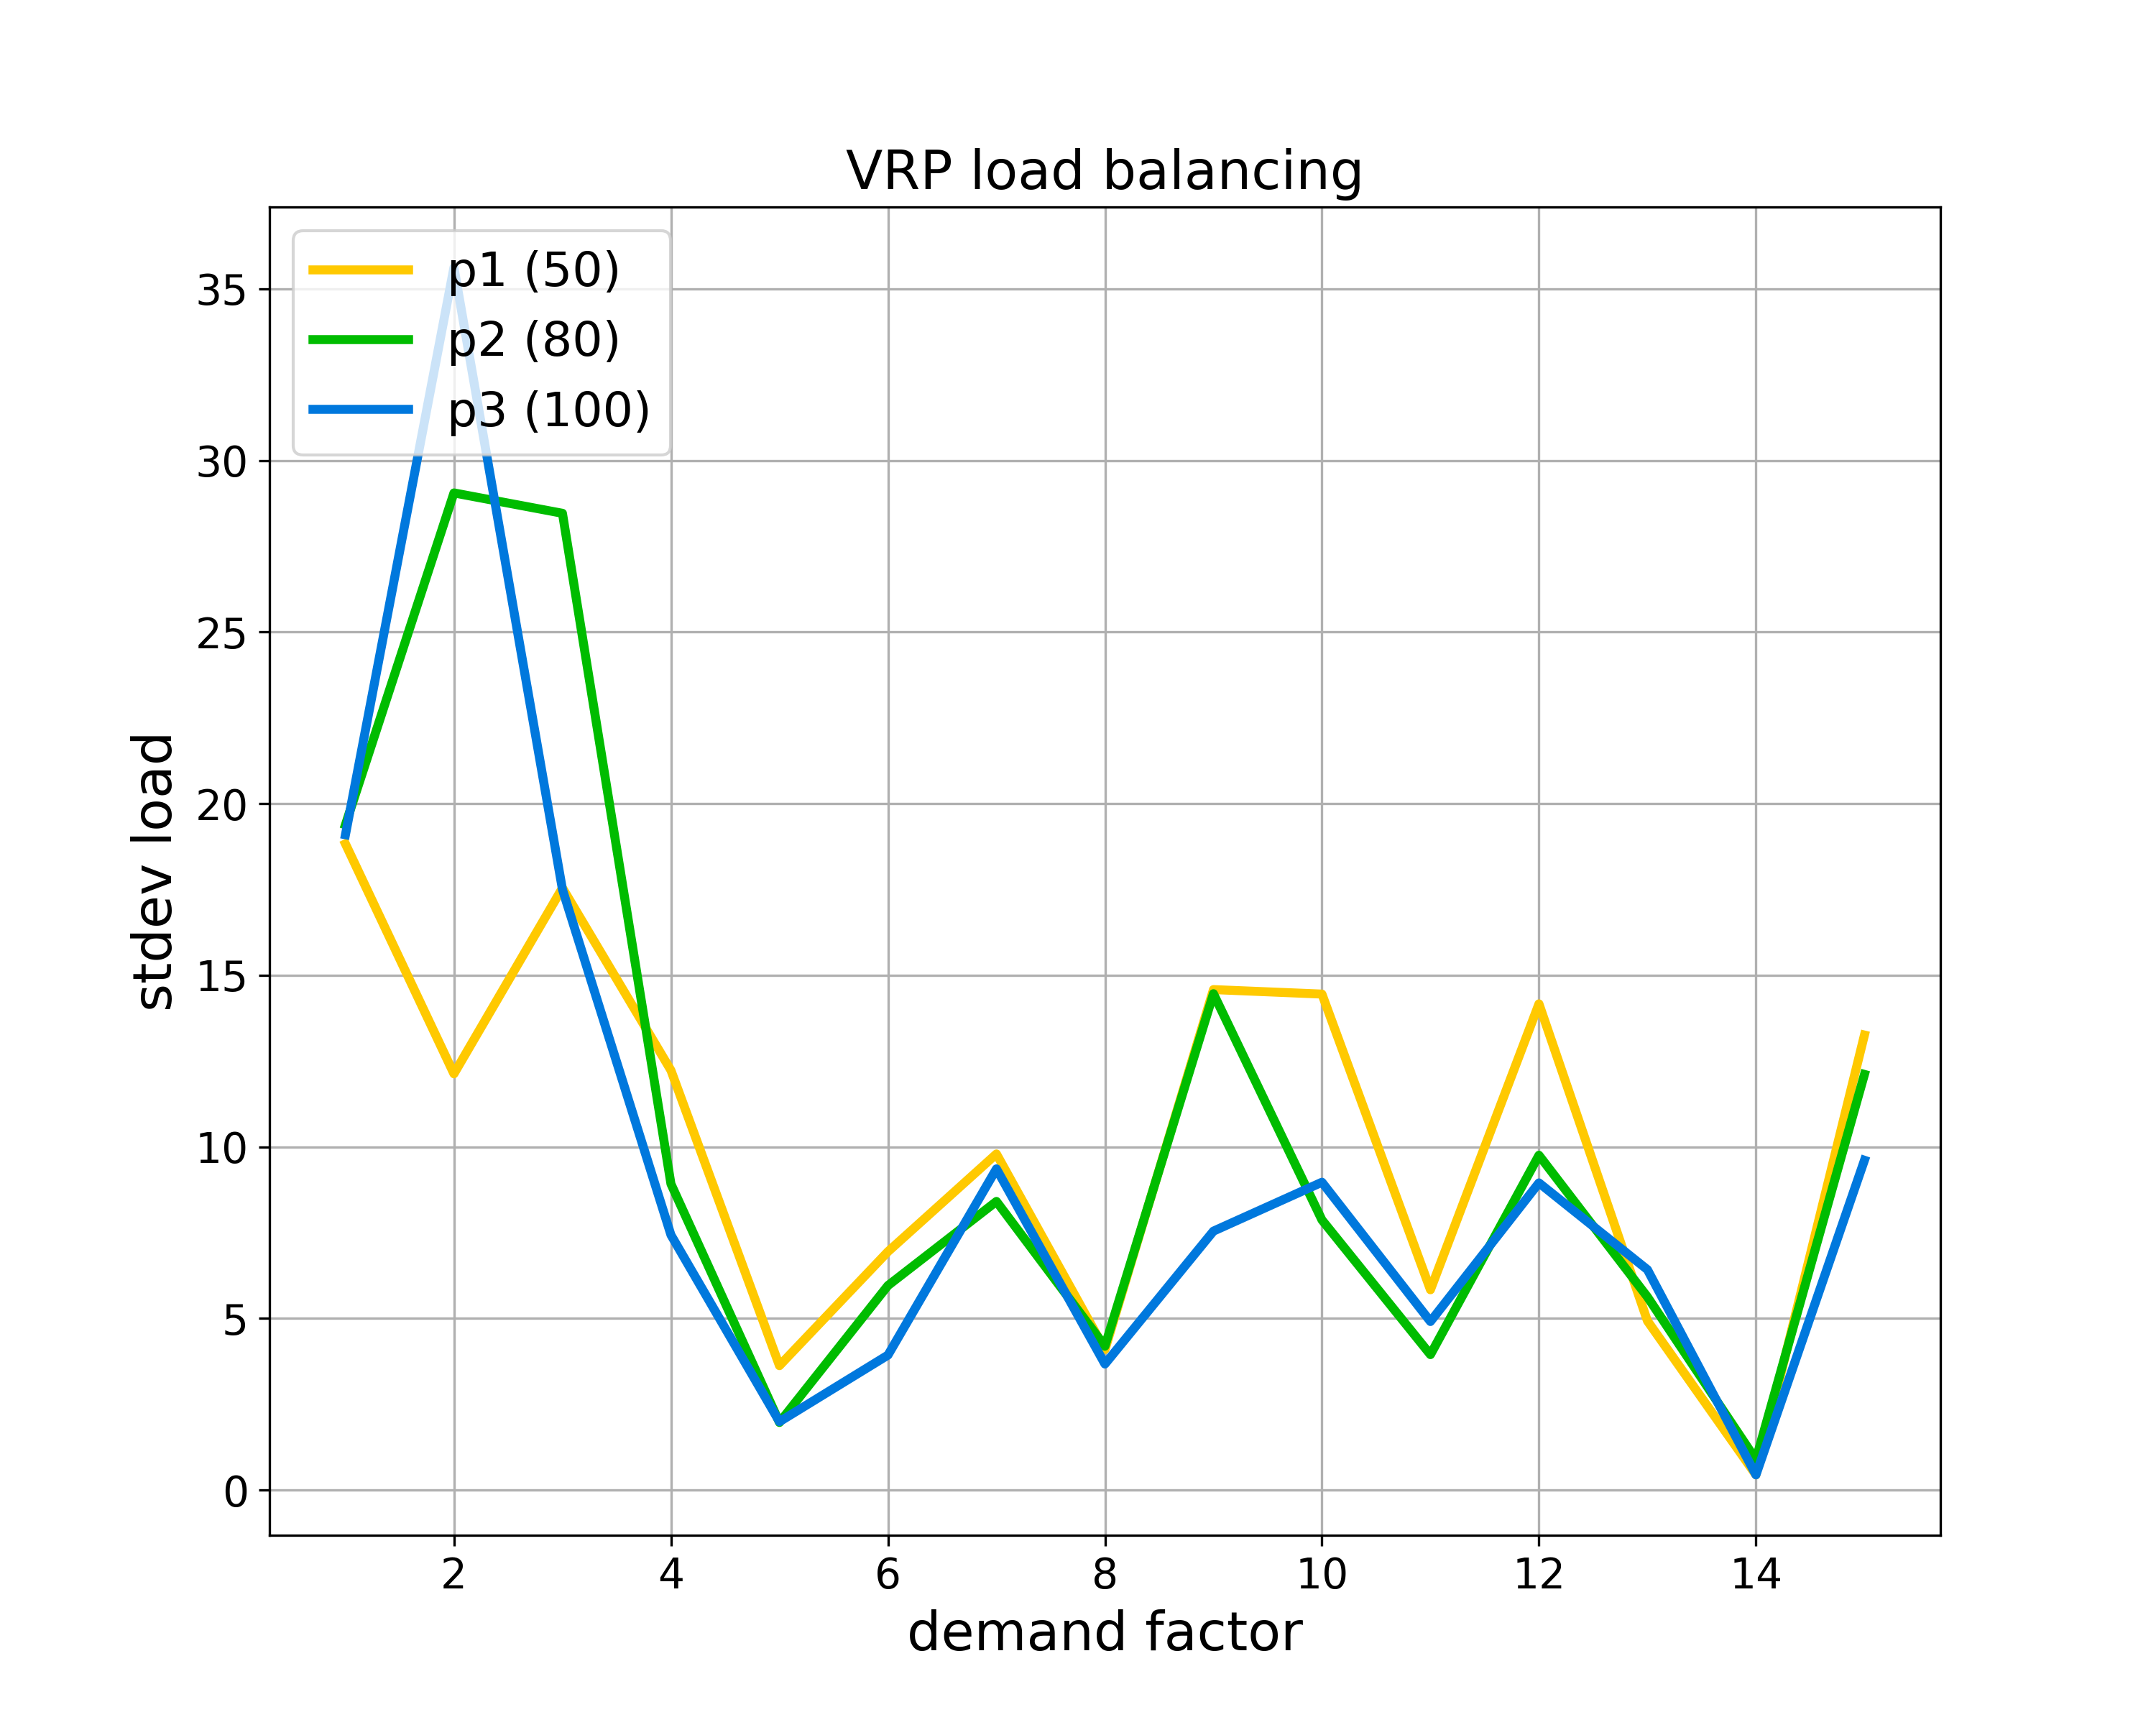 VRP load balancing
p1 (50)
p2 (80)
p3 (100)
35
30
25
20
15
10
5
0
stdev load
2 4 6 8 10 12 14
demand factor